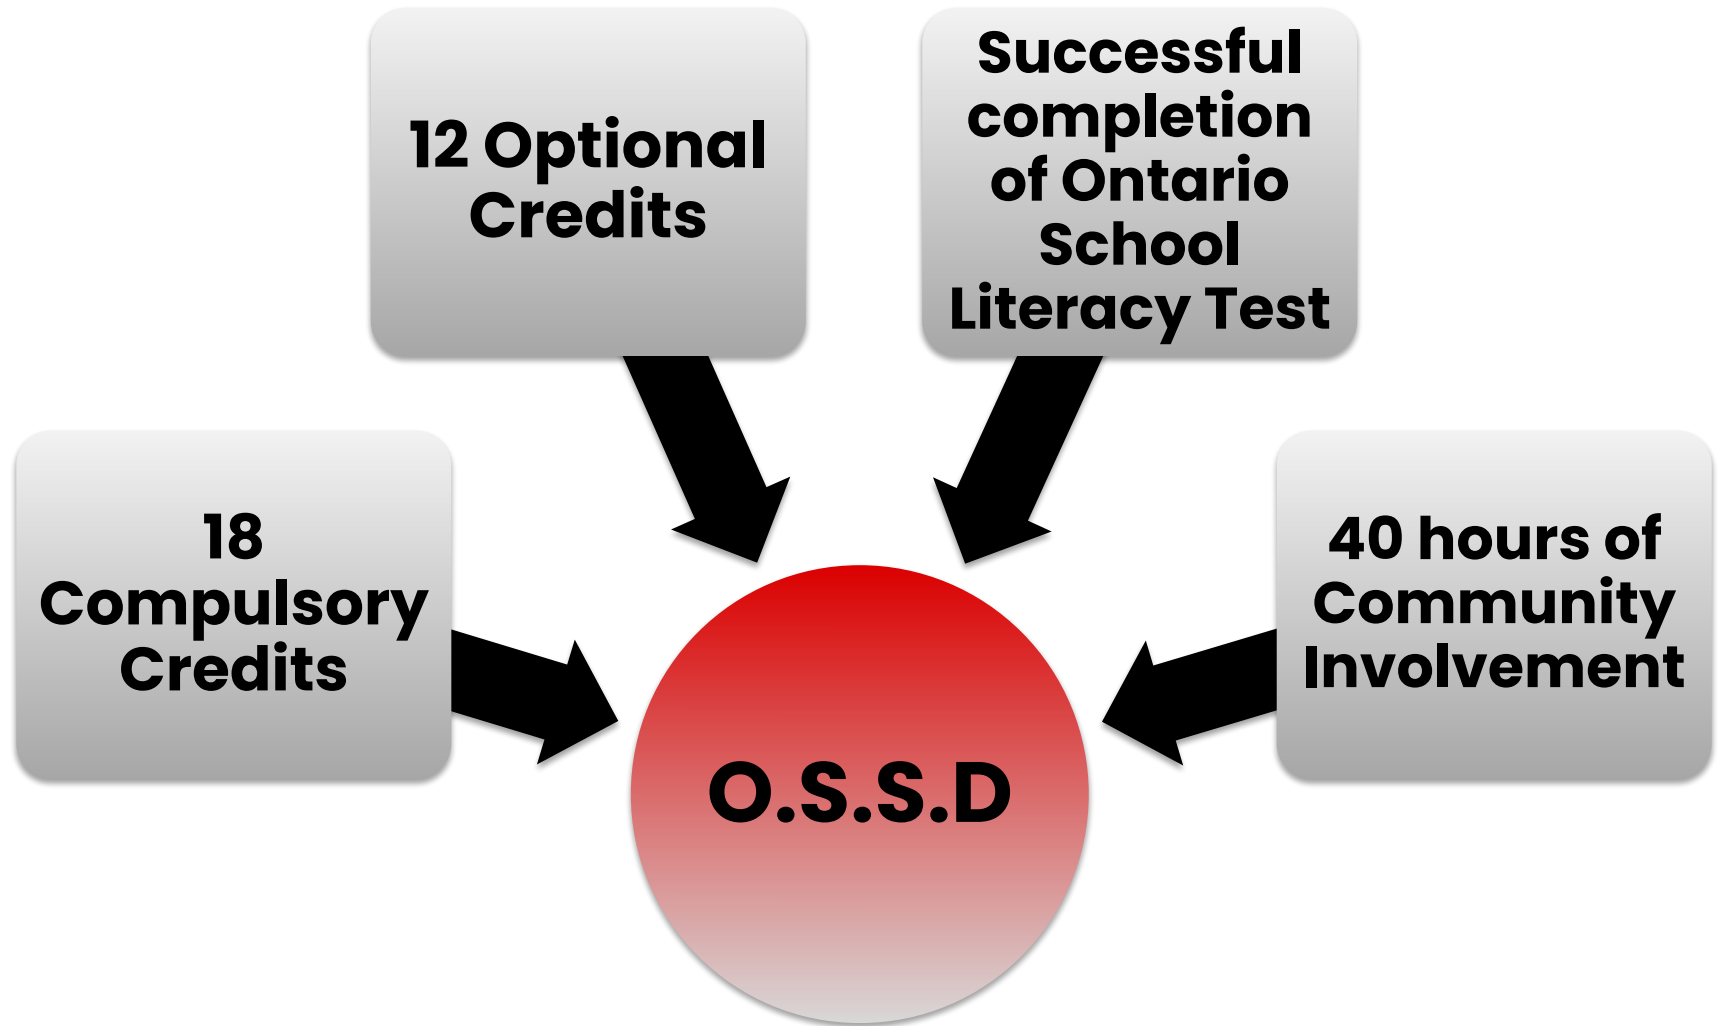 12 Optional
Credits
Successful
completion
of Ontario
School
Literacy Test
18
Compulsory
Credits
40 hours of
Community
Involvement
O.S.S.D